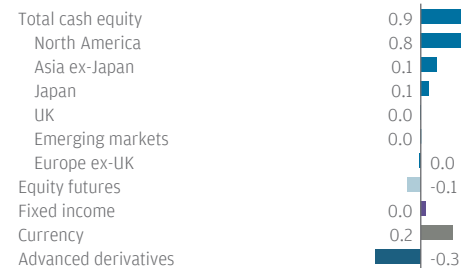 Total cash equity 0.9
North America 0.8
Asia ex-Japan 0.1
Japan 0.1
UK 0.0
Emerging markets 0.0
Europe ex-UK 0.0
Equity futures -0.1
Fixed income 0.0
Currency 0.2
Advanced derivatives -0.3